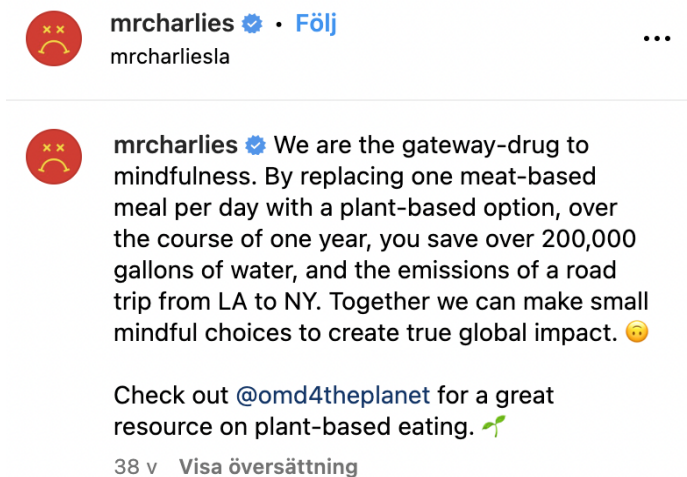 mrcharlies • Följ
mrcharliesla
mrcharlies We are the gateway-drug to
mindfulness. By replacing one meat-based
meal per day with a plant-based option, over
the course of one year, you save over 200,000
gallons of water, and the emissions of a road
trip from LA to NY. Together we can make small
mindful choices to create true global impact. 🙃
Check out @omd4theplanet for a great
resource on plant-based eating. 🌱
38 v Visa översättning